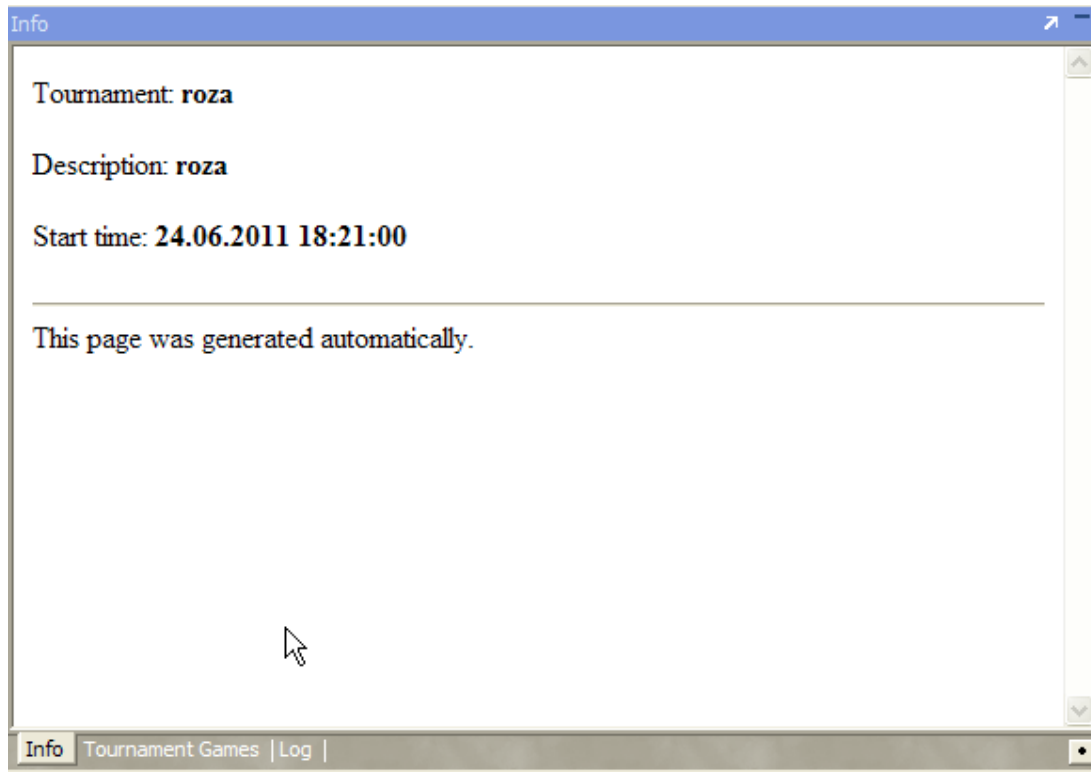 Info
Tournament: roza
Description: roza
Start time: 24.06.2011 18:21:00
This page was generated automatically.
Info Tournament Games | Log |